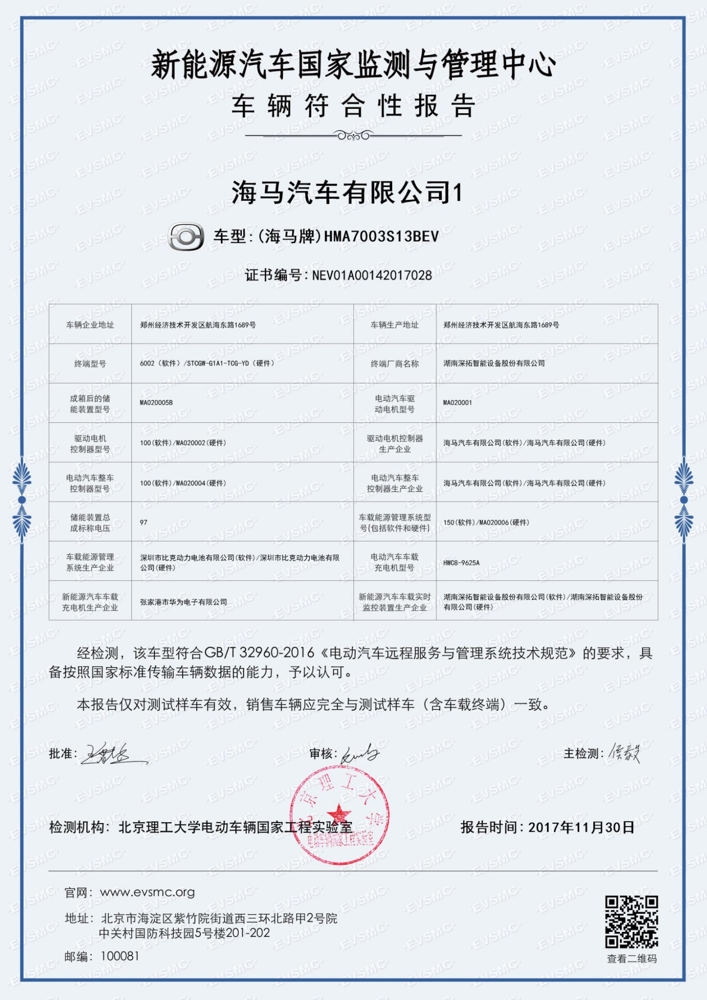 新能源汽车国家监测与管理中心
车辆符合性报告
海马汽车有限公司1
车型:(海马牌)HMA7003S13BEV
证书编号:NEV01A00142017028
车辆企业地址 郑州经济技术开发区航海东路1689号 车辆生产地址 郑州经济技术开发区航海东路1689号
终端型号 6002（软件）/STCGW-G1A1-TCG-YD（硬件） 终端厂商名称 湖南深拓智能设备股份有限公司
成箱后的储
能装置型号
MA020005B
电动汽车驱
动电机型号
MA020001
驱动电机
控制器型号
100(软件)/MA020002(硬件)
驱动电机控制器
生产企业
海马汽车有限公司(软件)/海马汽车有限公司(硬件)
电动汽车整车
控制器型号
100(软件)/MA020004(硬件)
电动汽车整车
控制器生产企业
海马汽车有限公司(软件)/海马汽车有限公司(硬件)
储能装置总
成标称电压
97
车载能源管理系统型
号(包括软件和硬件)
150(软件)/MA020006(硬件)
车载能源管理
系统生产企业
深圳市比克动力电池有限公司(软件)/深圳市比克动力电池有限
公司(硬件)
电动汽车车载
充电机型号
HWC8-9625A
新能源汽车车载
充电机生产企业
张家港市华为电子有限公司
新能源汽车车载实时
监控装置生产企业
湖南深拓智能设备股份有限公司(软件)/湖南深拓智能设备股份
有限公司(硬件)
经检测，该车型符合GB/T 32960-2016《电动汽车远程服务与管理系统技术规范》的要求，具
备按照国家标准传输车辆数据的能力，予以认可。
本报告仅对测试样车有效，销售车辆应完全与测试样车（含车载终端）一致。
批准: 审核: 主检测:侯毅
北京理工大学
电动车辆国家工程实验室
检测机构：北京理工大学电动车辆国家工程实验室 报告时间:2017年11月30日
官网：www.evsmc.org
地址：北京市海淀区紫竹院街道西三环北路甲2号院
中关村国防科技园5号楼201-202
邮编：100081
查看二维码